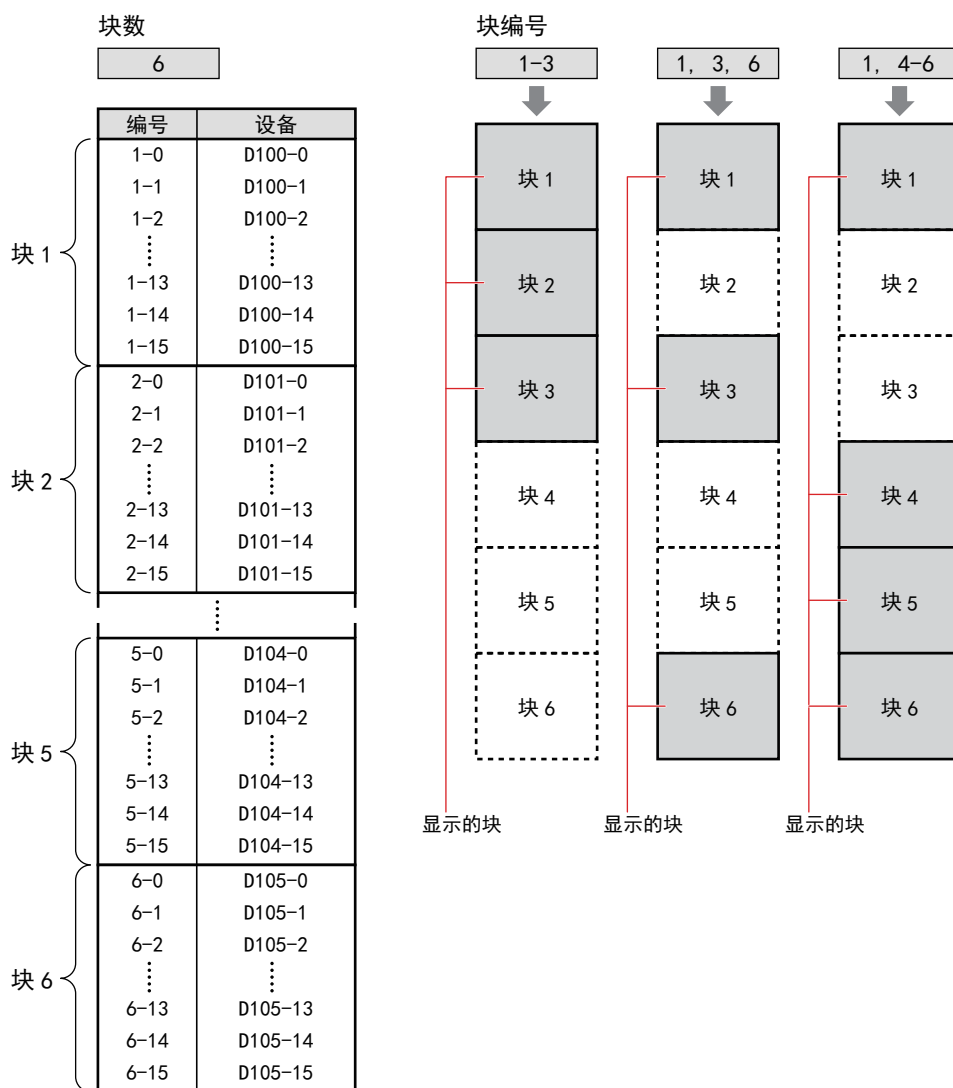 块数
6
编号 设备
块 1
1-0 D100-0
1-1 D100-1
1-2 D100-2
1-13 D100-13
1-14 D100-14
1-15 D100-15
块 2
2-0 D101-0
2-1 D101-1
2-2 D101-2
2-13 D101-13
2-14 D101-14
2-15 D101-15
块 5
5-0 D104-0
5-1 D104-1
5-2 D104-2
5-13 D104-13
5-14 D104-14
5-15 D104-15
块 6
6-0 D105-0
6-1 D105-1
6-2 D105-2
6-13 D105-13
6-14 D105-14
6-15 D105-15
块编号
1-3
块 1
块 2
块 3
块 4
块 5
块 6
显示的块
1, 3, 6
块 1
块 2
块 3
块 4
块 5
块 6
显示的块
1, 4-6
块 1
块 2
块 3
块 4
块 5
块 6
显示的块